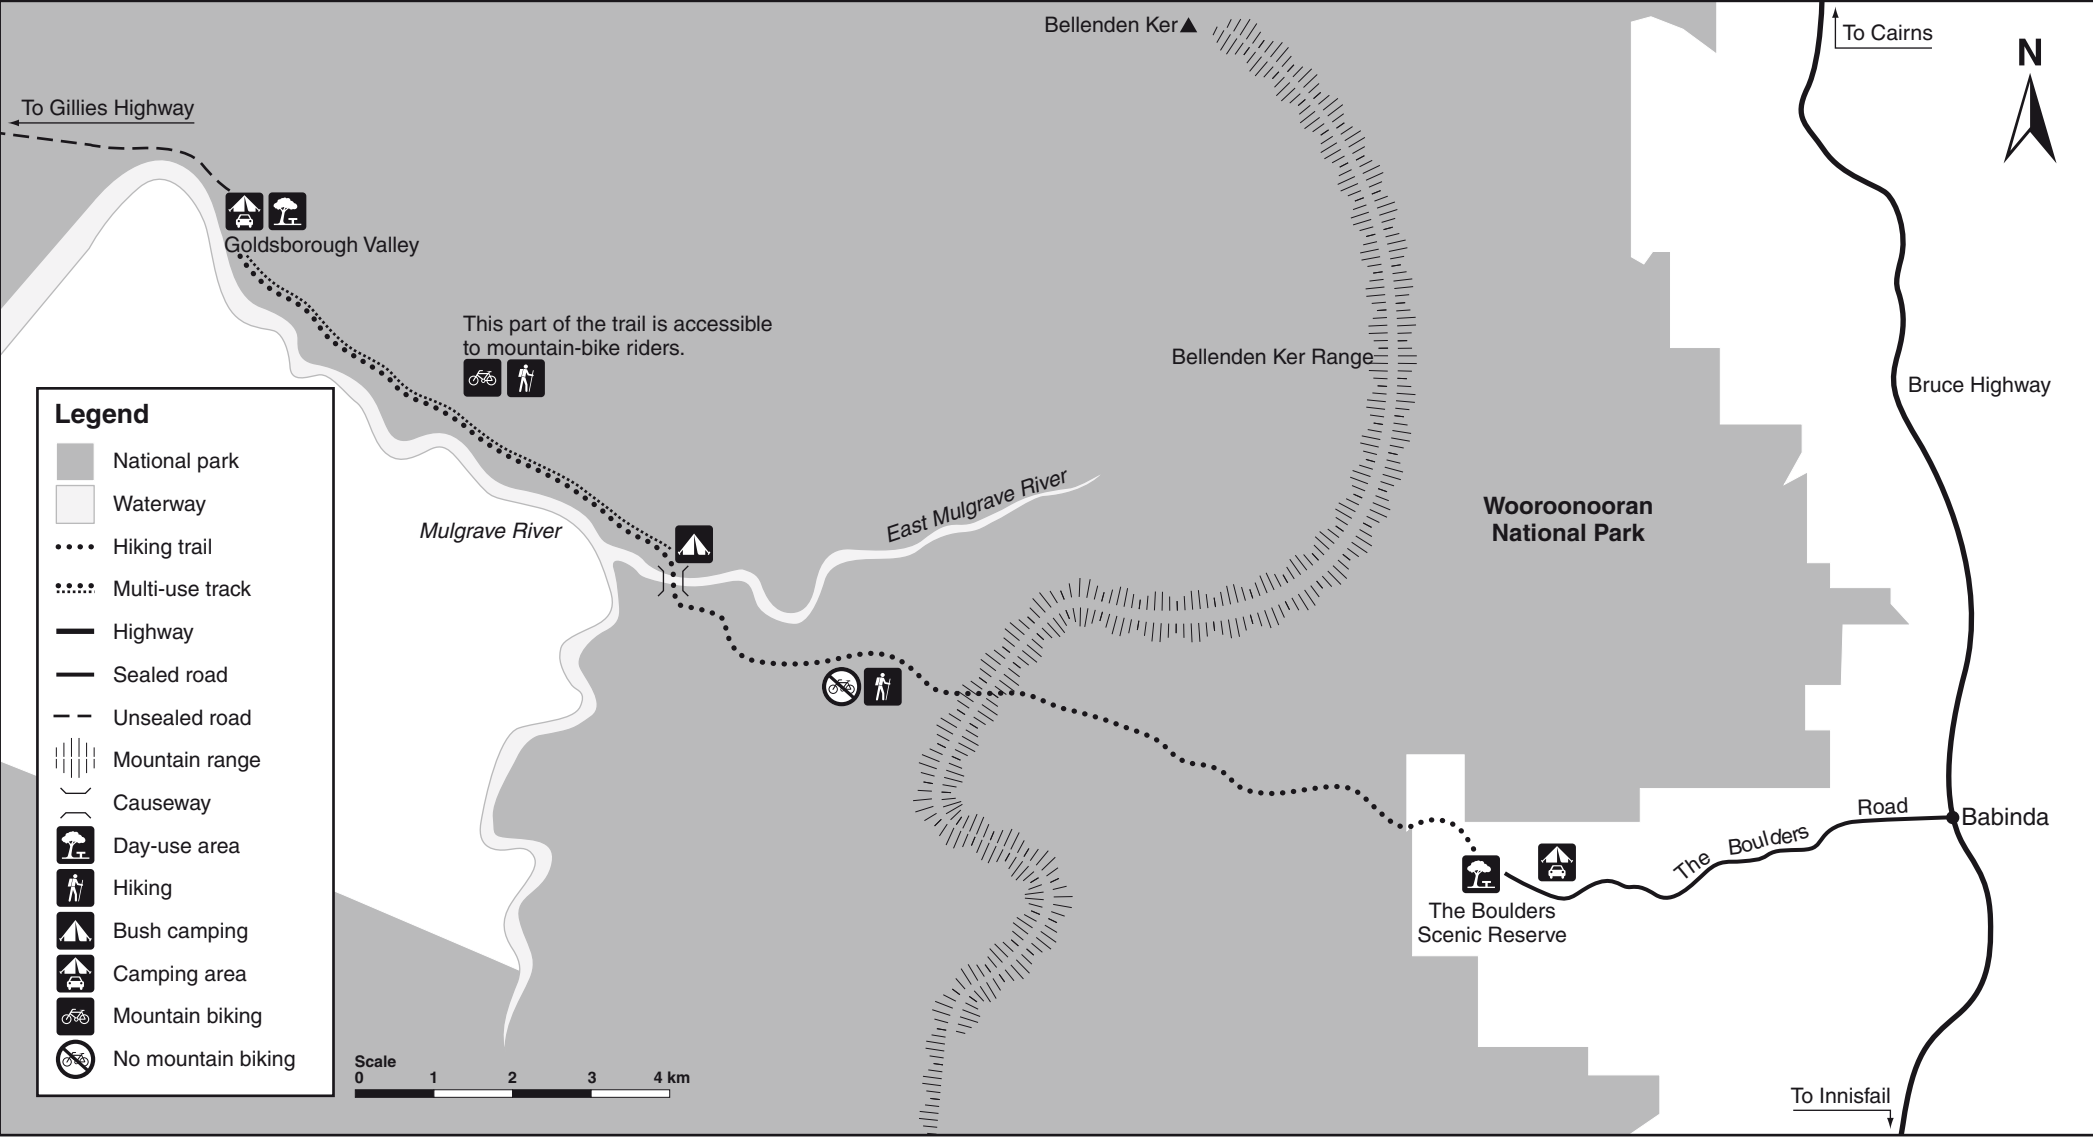 Bellenden Ker
To Cairns
N
To Gillies Highway
Goldsborough Valley
This part of the trail is accessible
to mountain-bike riders.
Bellenden Ker Range
Bruce Highway
Legend
National park
Waterway
Hiking trail
Multi-use track
Highway
Sealed road
Unsealed road
Mountain range
Causeway
Day-use area
Hiking
Bush camping
Camping area
Mountain biking
No mountain biking
Mulgrave River
East Mulgrave River
Wooroonooran
National Park
The Boulders Road
Babinda
The Boulders
Scenic Reserve
Scale
0 1 2 3 4 km
To Innisfail